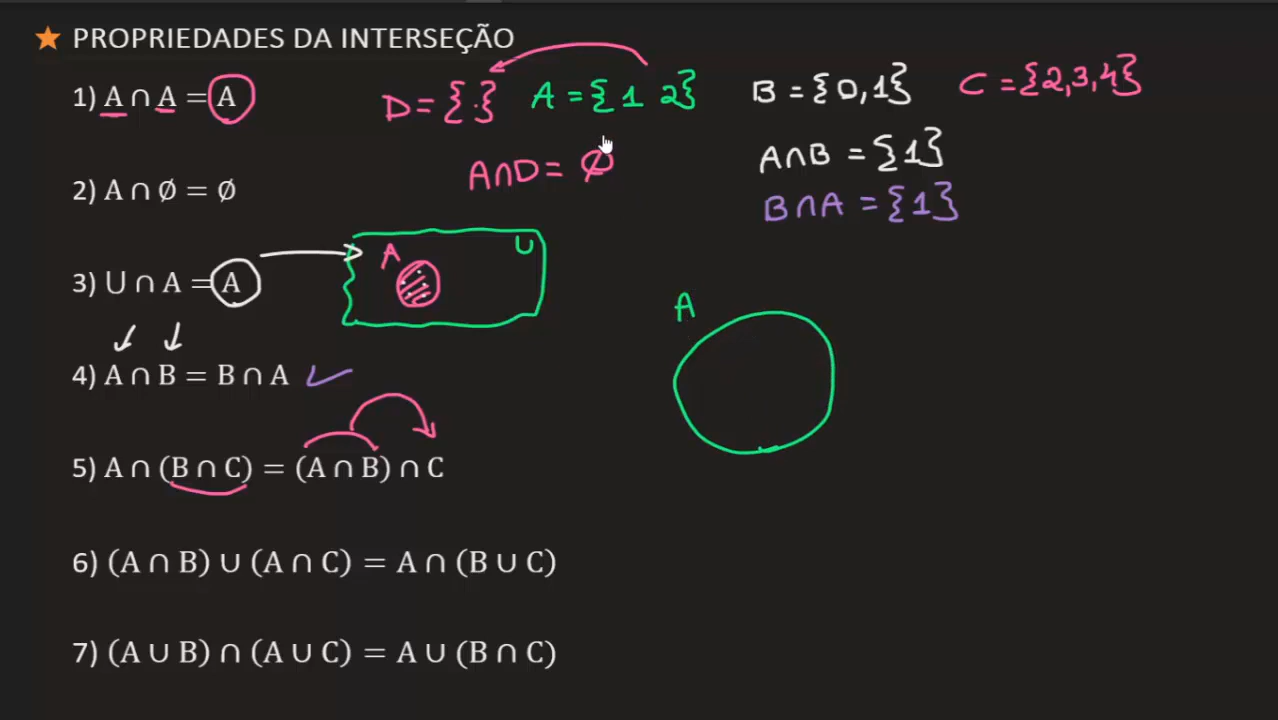 PROPRIEDADES DA INTERSEÇÃO
1) A ∩ A = A
D = {.} A = {1 2} B = {0,1} C = {2,3,4}
A∩D = Ø A∩B = {1}
2) A ∩ Ø = Ø
B∩A = {1}
A U
3) U ∩ A = A
A
4) A ∩ B = B ∩ A
5) A ∩ (B ∩ C) = (A ∩ B) ∩ C
6) (A ∩ B) ∪ (A ∩ C) = A ∩ (B ∪ C)
7) (A ∪ B) ∩ (A ∪ C) = A ∪ (B ∩ C)